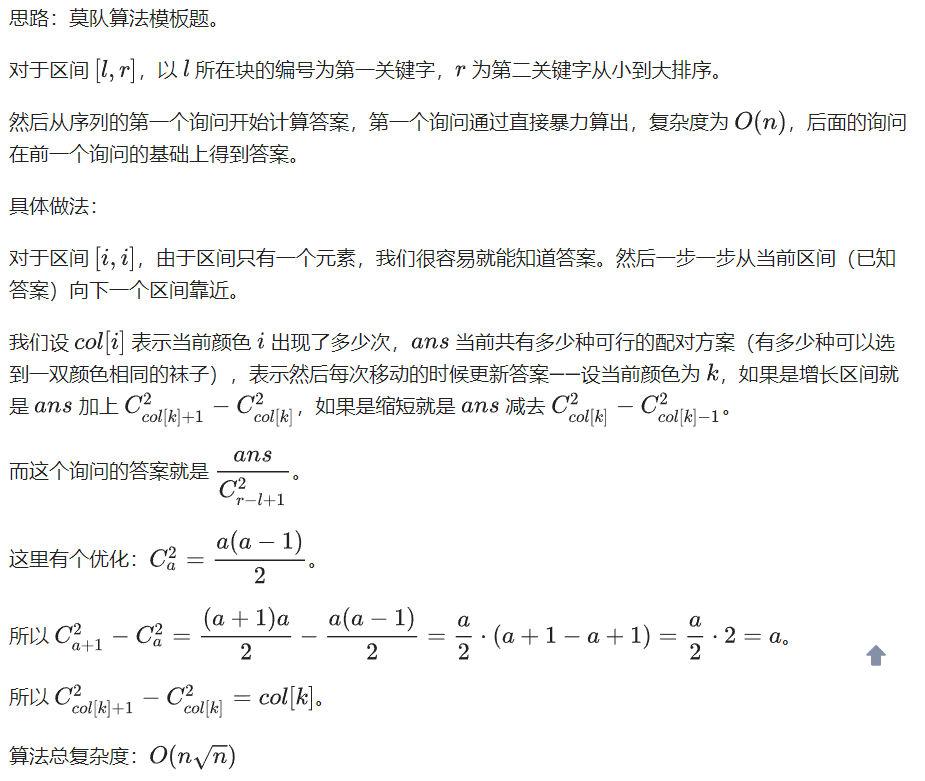 思路：莫队算法模板题。
对于区间 [l, r]，以 l 所在块的编号为第一关键字，r 为第二关键字从小到大排序。
然后从序列的第一个询问开始计算答案，第一个询问通过直接暴力算出，复杂度为 O(n)，后面的询问
在前一个询问的基础上得到答案。
具体做法：
对于区间 [i, i]，由于区间只有一个元素，我们很容易就能知道答案。然后一步一步从当前区间（已知
答案）向下一个区间靠近。
我们设 col[i] 表示当前颜色 i 出现了多少次，ans 当前共有多少种可行的配对方案（有多少种可以选
到一双颜色相同的袜子），表示然后每次移动的时候更新答案——设当前颜色为 k，如果是增长区间就
是 ans 加上 C_{col[k]+1}^2 − C_{col[k]}^2，如果是缩短就是 ans 减去 C_{col[k]}^2 − C_{col[k]−1}^2。
而这个询问的答案就是 \frac{ans}{C_{r−l+1}^2}。
这里有个优化：C_a^2 = \frac{a(a − 1)}{2}。
所以 C_{a+1}^2 − C_a^2 = \frac{(a + 1)a}{2} − \frac{a(a − 1)}{2} = \frac{a}{2} · (a + 1 − a + 1) = \frac{a}{2} · 2 = a。
所以 C_{col[k]+1}^2 − C_{col[k]}^2 = col[k]。
算法总复杂度：O(n√n)